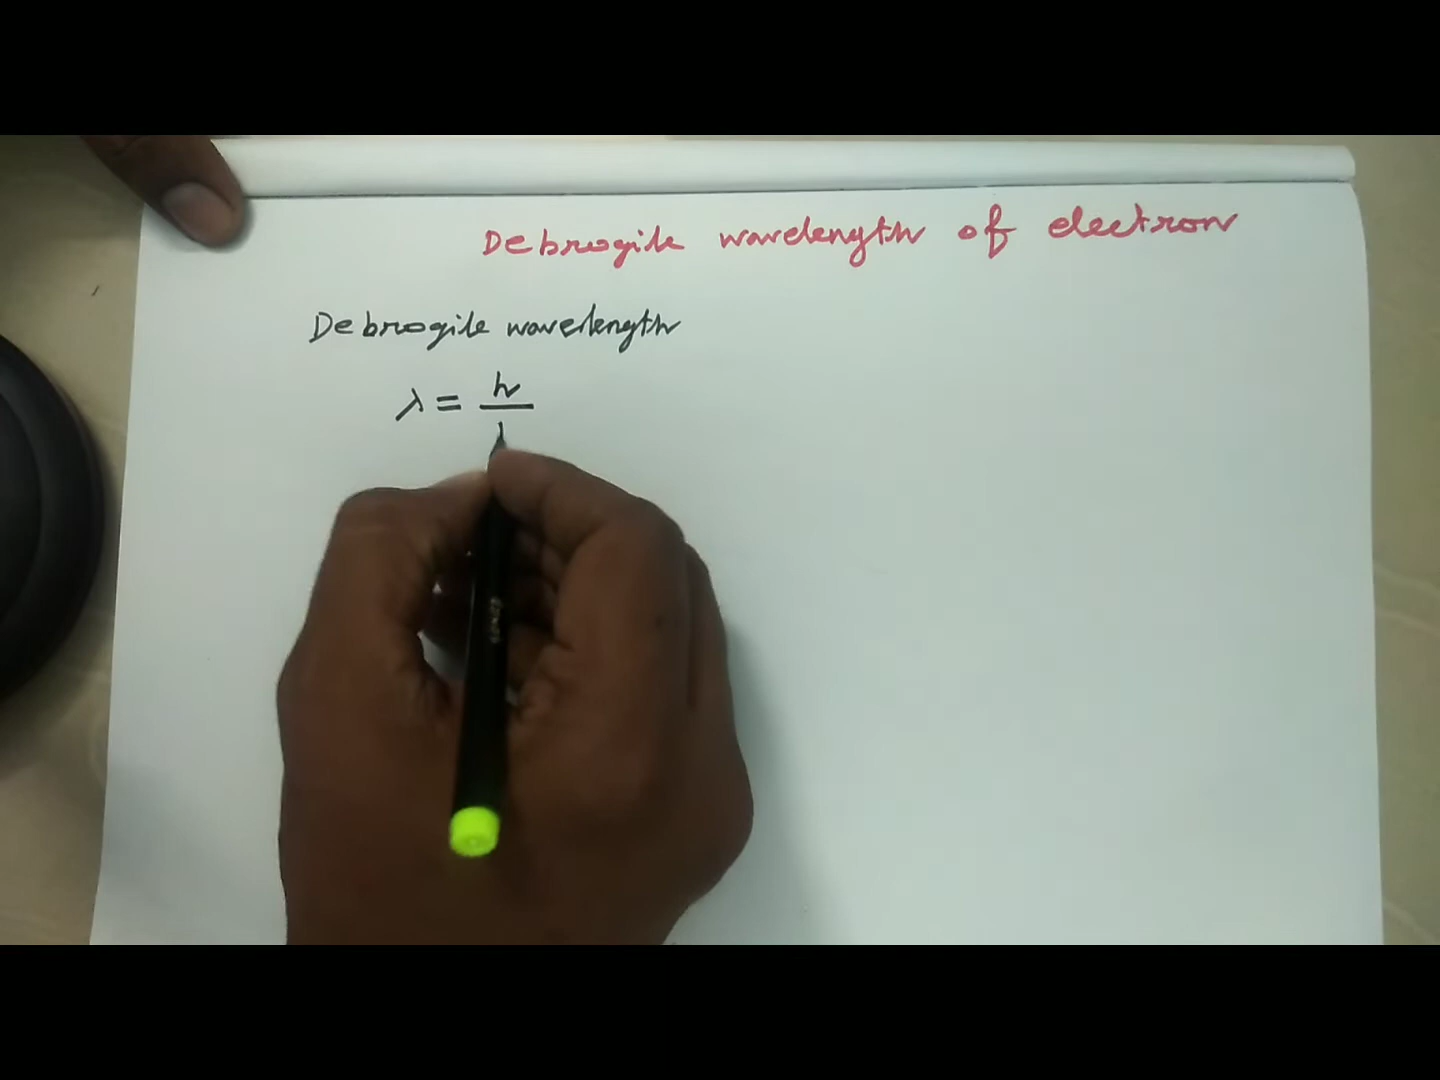 Debrogile wavelength of electron
Debrogile wavelength
λ = h